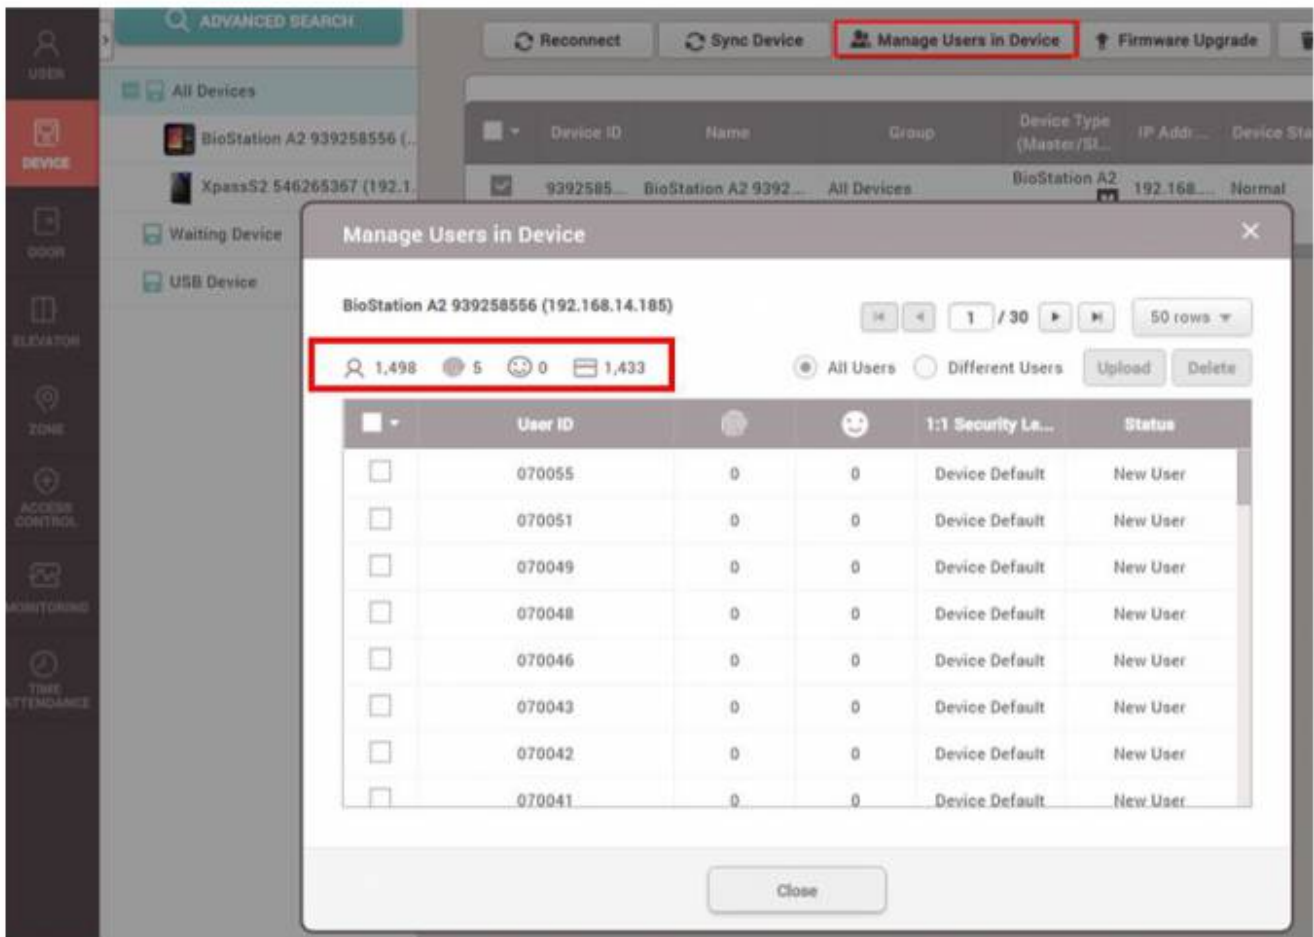 ADVANCED SEARCH
Reconnect Sync Device Manage Users in Device Firmware Upgrade
USER
All Devices
DEVICE
BioStation A2 939258556 (...
XpassS2 546265367 (192.1.
Waiting Device
USB Device
DOOR
ELEVATOR
ZONE
ACCESS
CONTROL
MONITORING
TIME
ATTENDANCE
Device ID Name Group Device Type (Master/Sl... IP Addr... Device Sta
9392585... BioStation A2 9392... All Devices BioStation A2 192.168.... Normal
Manage Users in Device
BioStation A2 939258556 (192.168.14.185)
1 / 30 50 rows
1,498 5 0 1,433 All Users Different Users Upload Delete
User ID 1:1 Security Le... Status
070055 0 0 Device Default New User
070051 0 0 Device Default New User
070049 0 0 Device Default New User
070048 0 0 Device Default New User
070046 0 0 Device Default New User
070043 0 0 Device Default New User
070042 0 0 Device Default New User
070041 0 0 Device Default New User
Close